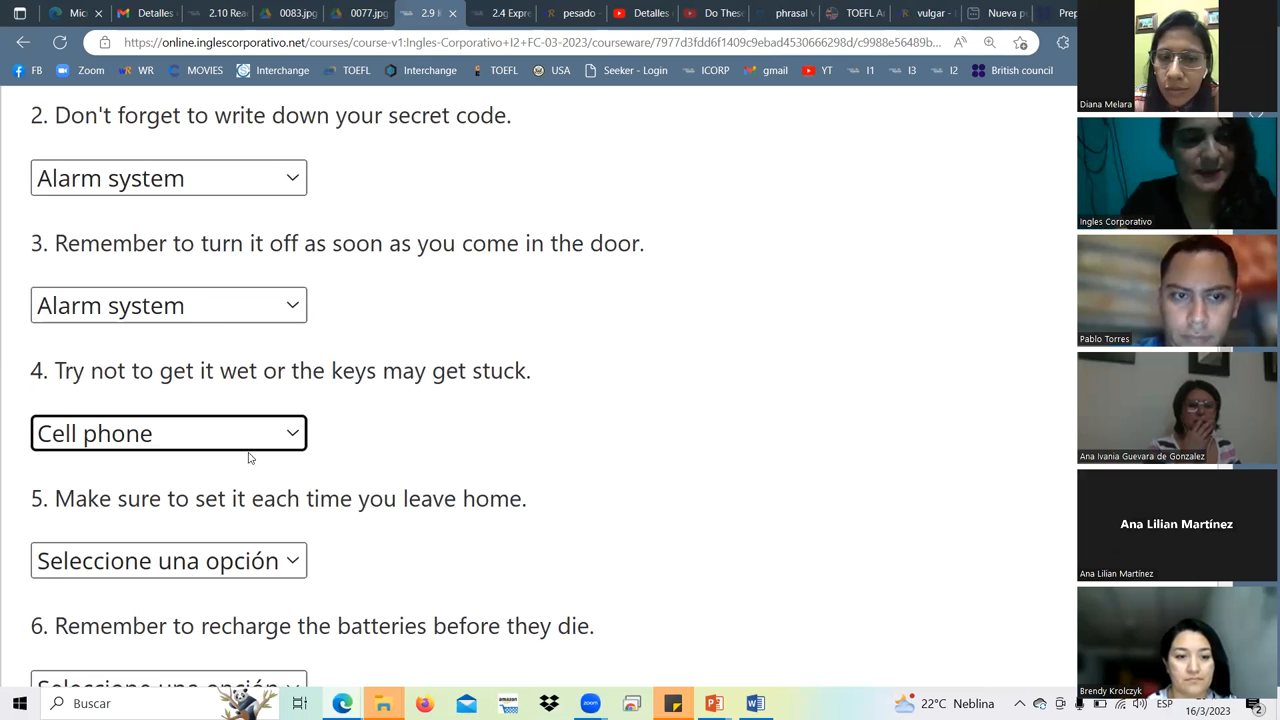 Mic
Detalles
2.10 Rea
0083.jpg
0077.jpg
2.9
2.4 Expre
pesado
Detalles
Do Thes
phrasal v
TOEFL Ar
vulgar -
Nueva p
Pre
https://online.inglescorporativo.net/courses/course-v1:Ingles-Corporativo+I2+FC-03-2023/courseware/7977d3fdd6f1409c9ebad4530666298d/c9988e56489b...
FB
Zoom
WR
MOVIES
Interchange
TOEFL
Interchange
TOEFL
USA
Seeker - Login
ICORP
gmail
YT
I1
I3
I2
British council
2. Don't forget to write down your secret code.
Alarm system
3. Remember to turn it off as soon as you come in the door.
Alarm system
4. Try not to get it wet or the keys may get stuck.
Cell phone
5. Make sure to set it each time you leave home.
Seleccione una opción
6. Remember to recharge the batteries before they die.
Seleccione una opción
Diana Melara
Ingles Corporativo
Pablo Torres
Ana Ivania Guevara de Gonzalez
Ana Lilian Martínez
Ana Lilian Martínez
Brendy Krolczyk
Buscar
22°C Neblina
ESP
16/3/2023
2